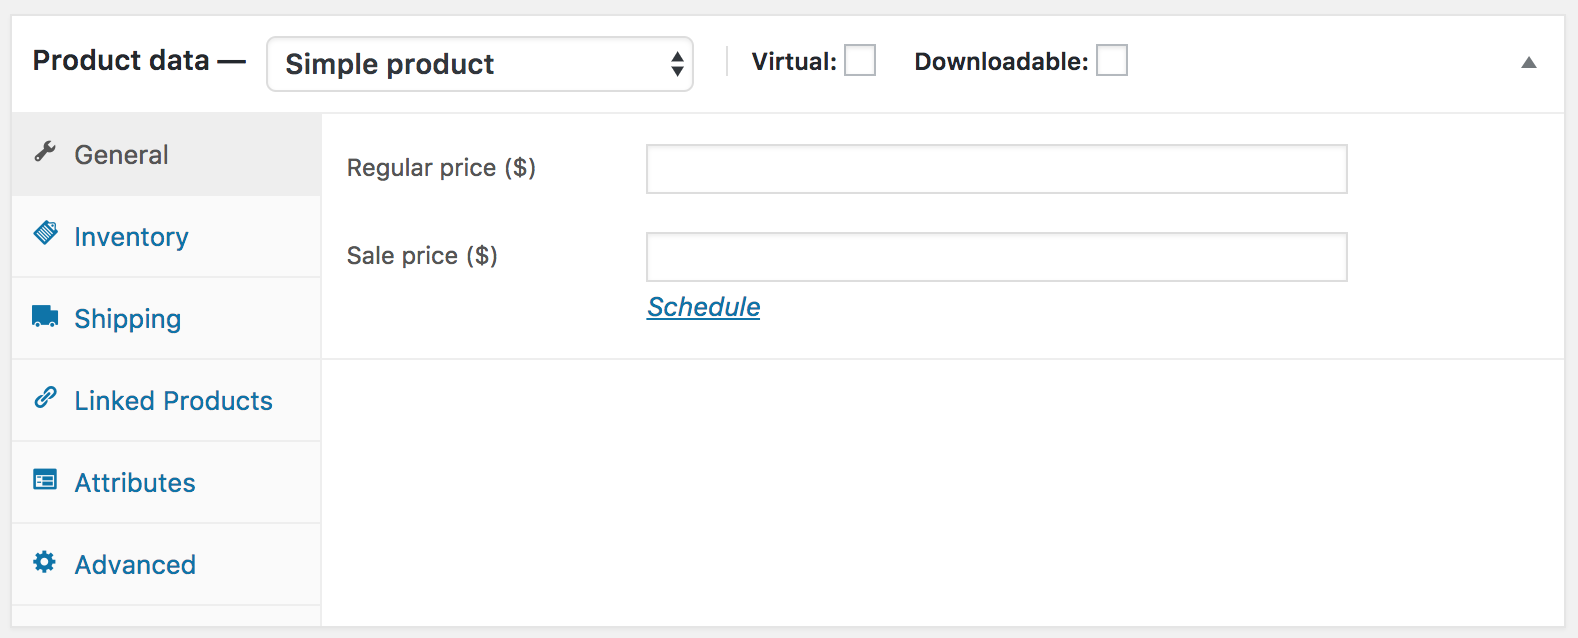 Product data — Simple product Virtual: Downloadable:
General
Regular price ($)
Inventory
Sale price ($)
Schedule
Shipping
Linked Products
Attributes
Advanced